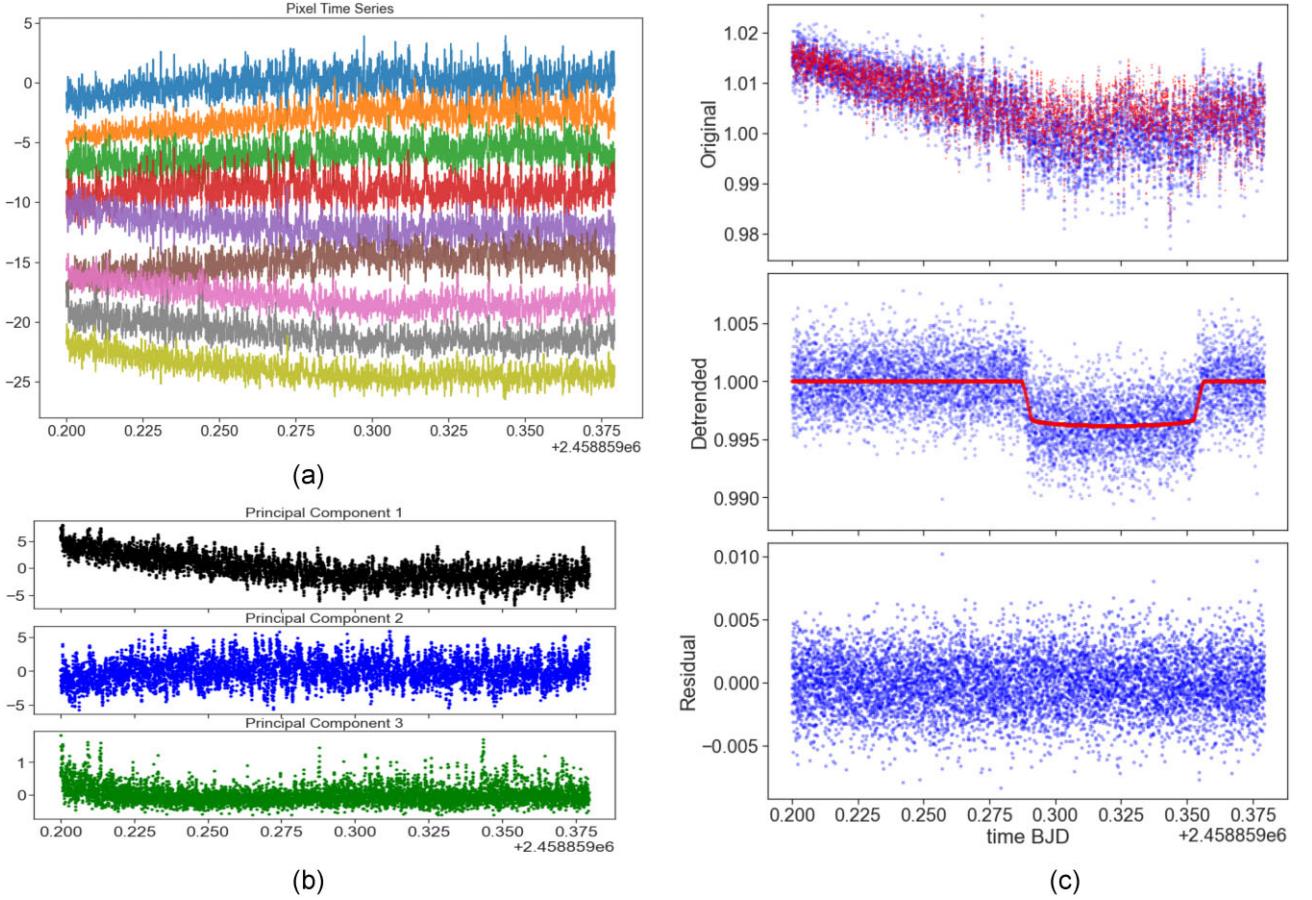 Pixel Time Series
5
0
−5
−10
−15
−20
−25
0.200 0.225 0.250 0.275 0.300 0.325 0.350 0.375
+2.458859e6
(a)
Principal Component 1
5
0
−5
Principal Component 2
5
0
−5
Principal Component 3
1
0
0.200 0.225 0.250 0.275 0.300 0.325 0.350 0.375
+2.458859e6
(b)
Original
1.02
1.01
1.00
0.99
0.98
Detrended
1.005
1.000
0.995
0.990
Residual
0.010
0.005
0.000
−0.005
0.200 0.225 0.250 0.275 0.300 0.325 0.350 0.375
time BJD
+2.458859e6
(c)